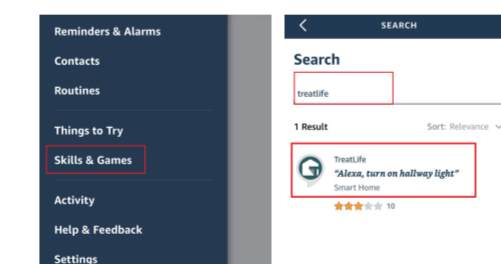 Reminders & Alarms
Contacts
Routines
Things to Try
Skills & Games
Activity
Help & Feedback
Settings
SEARCH
Search
treatlife
1 Result
Sort: Relevance
TreatLife
"Alexa, turn on hallway light"
Smart Home
10